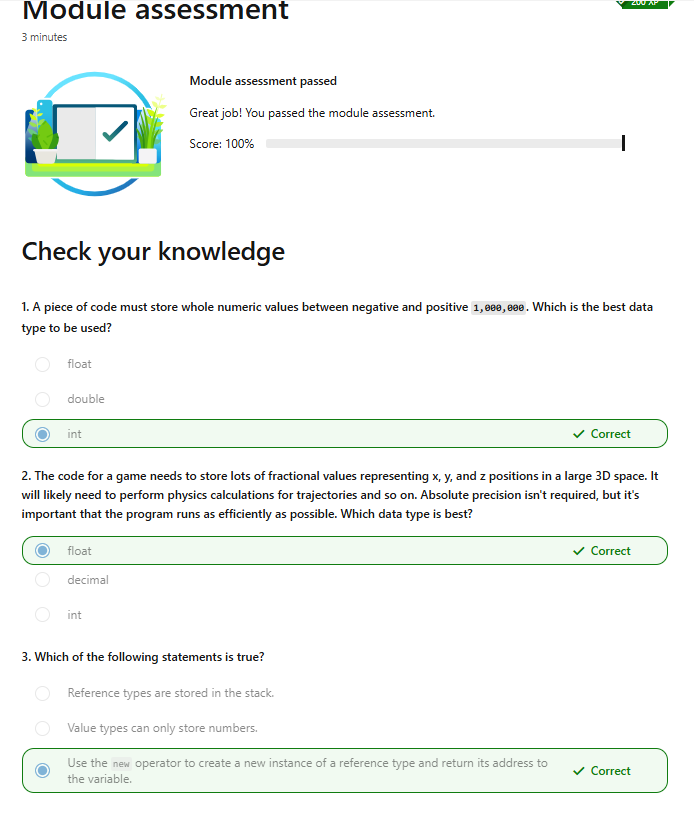 Module assessment
200 XP
3 minutes
Module assessment passed
Great job! You passed the module assessment.
Score: 100%
Check your knowledge
1. A piece of code must store whole numeric values between negative and positive 1,000,000. Which is the best data
type to be used?
float
double
int
Correct
2. The code for a game needs to store lots of fractional values representing x, y, and z positions in a large 3D space. It
will likely need to perform physics calculations for trajectories and so on. Absolute precision isn't required, but it's
important that the program runs as efficiently as possible. Which data type is best?
float
Correct
decimal
int
3. Which of the following statements is true?
Reference types are stored in the stack.
Value types can only store numbers.
Use the new operator to create a new instance of a reference type and return its address to
the variable.
Correct